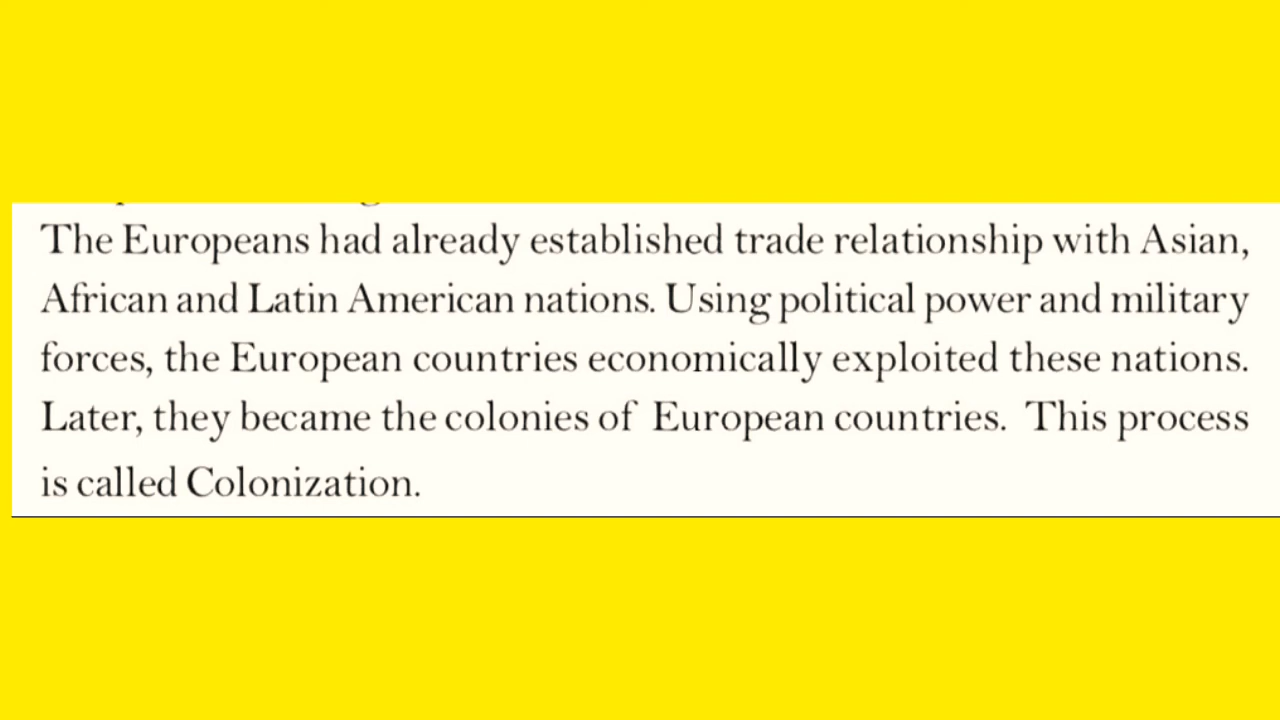 The Europeans had already established trade relationship with Asian,
African and Latin American nations. Using political power and military
forces, the European countries economically exploited these nations.
Later, they became the colonies of European countries. This process
is called Colonization.